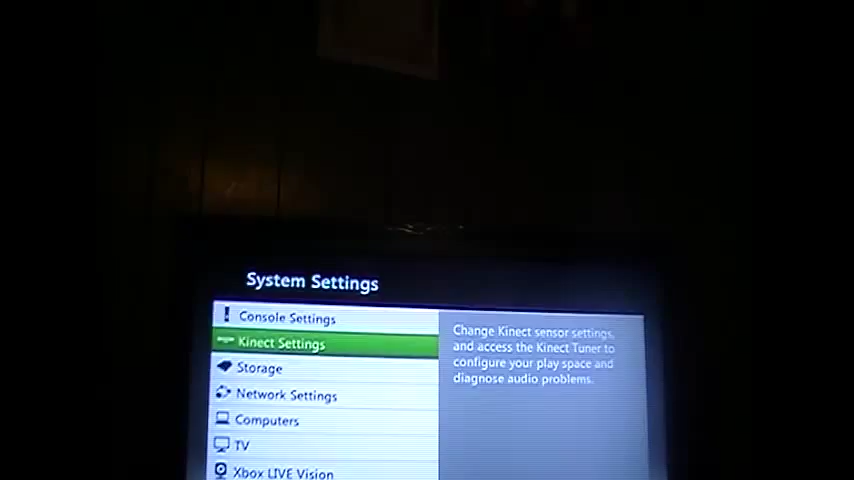 System Settings
Console Settings
Kinect Settings
Storage
Network Settings
Computers
TV
Xbox LIVE Vision
Change Kinect sensor settings,
and access the Kinect Tuner to
configure your play space and
diagnose audio problems.